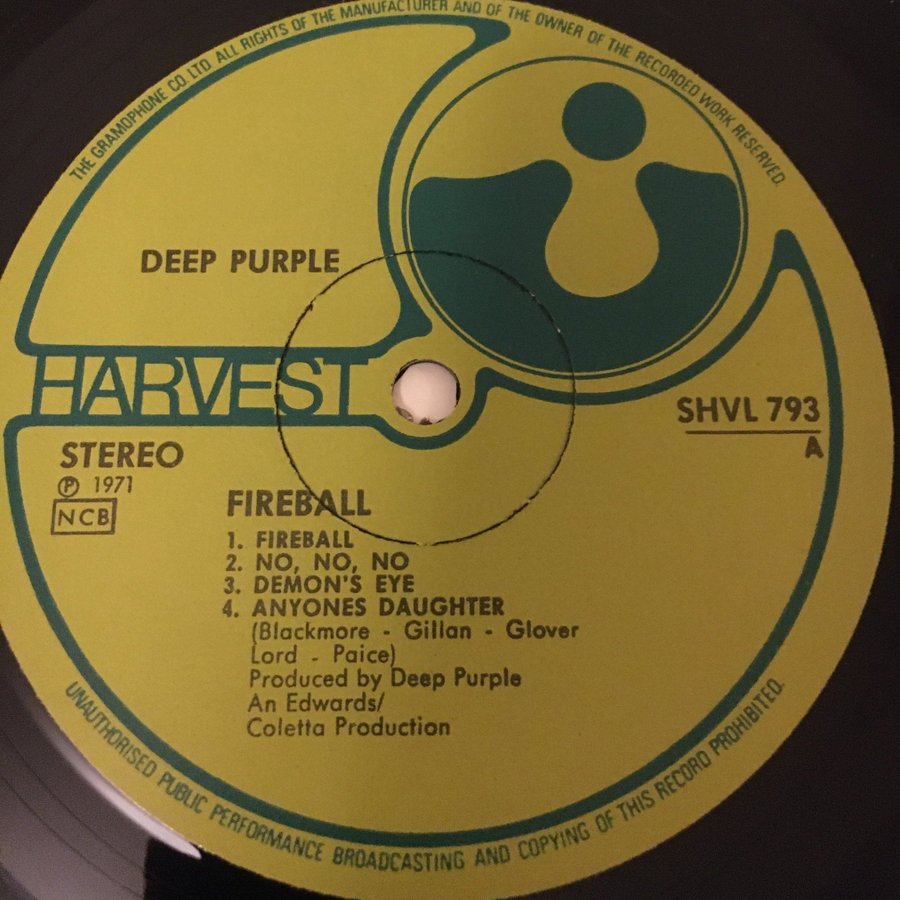 THE GRAMOPHONE CO. LTD. ALL RIGHTS OF THE MANUFACTURER AND OF THE OWNER OF THE RECORDED WORK RESERVED.
DEEP PURPLE
HARVEST
SHVL 793
A
STEREO
Ⓟ 1971
NCB
FIREBALL
1. FIREBALL
2. NO, NO, NO
3. DEMON'S EYE
4. ANYONES DAUGHTER
(Blackmore - Gillan - Glover
Lord - Paice)
Produced by Deep Purple
An Edwards/
Coletta Production
UNAUTHORISED PUBLIC PERFORMANCE BROADCASTING AND COPYING OF THIS RECORD PROHIBITED.